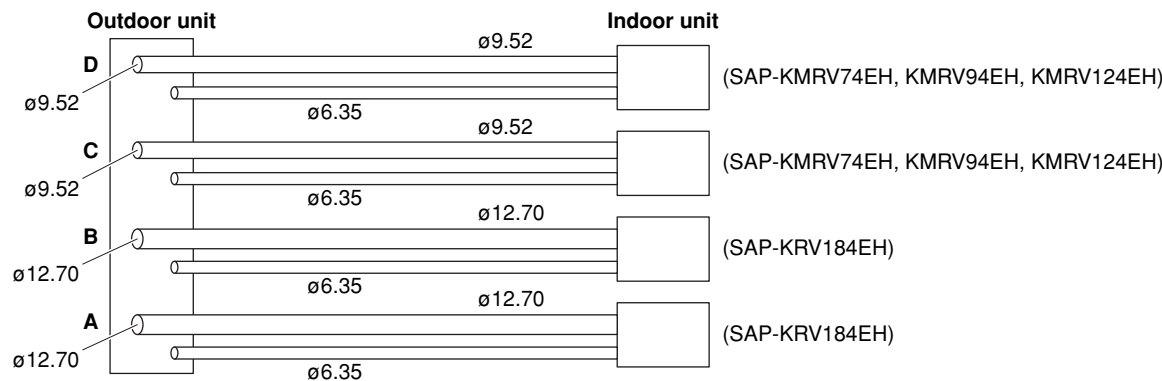 Outdoor unit Indoor unit
ø9.52
D
(SAP-KMRV74EH, KMRV94EH, KMRV124EH)
ø9.52
ø6.35
ø9.52
C
(SAP-KMRV74EH, KMRV94EH, KMRV124EH)
ø9.52
ø6.35
ø12.70
B
(SAP-KRV184EH)
ø12.70
ø6.35
ø12.70
A
(SAP-KRV184EH)
ø12.70
ø6.35